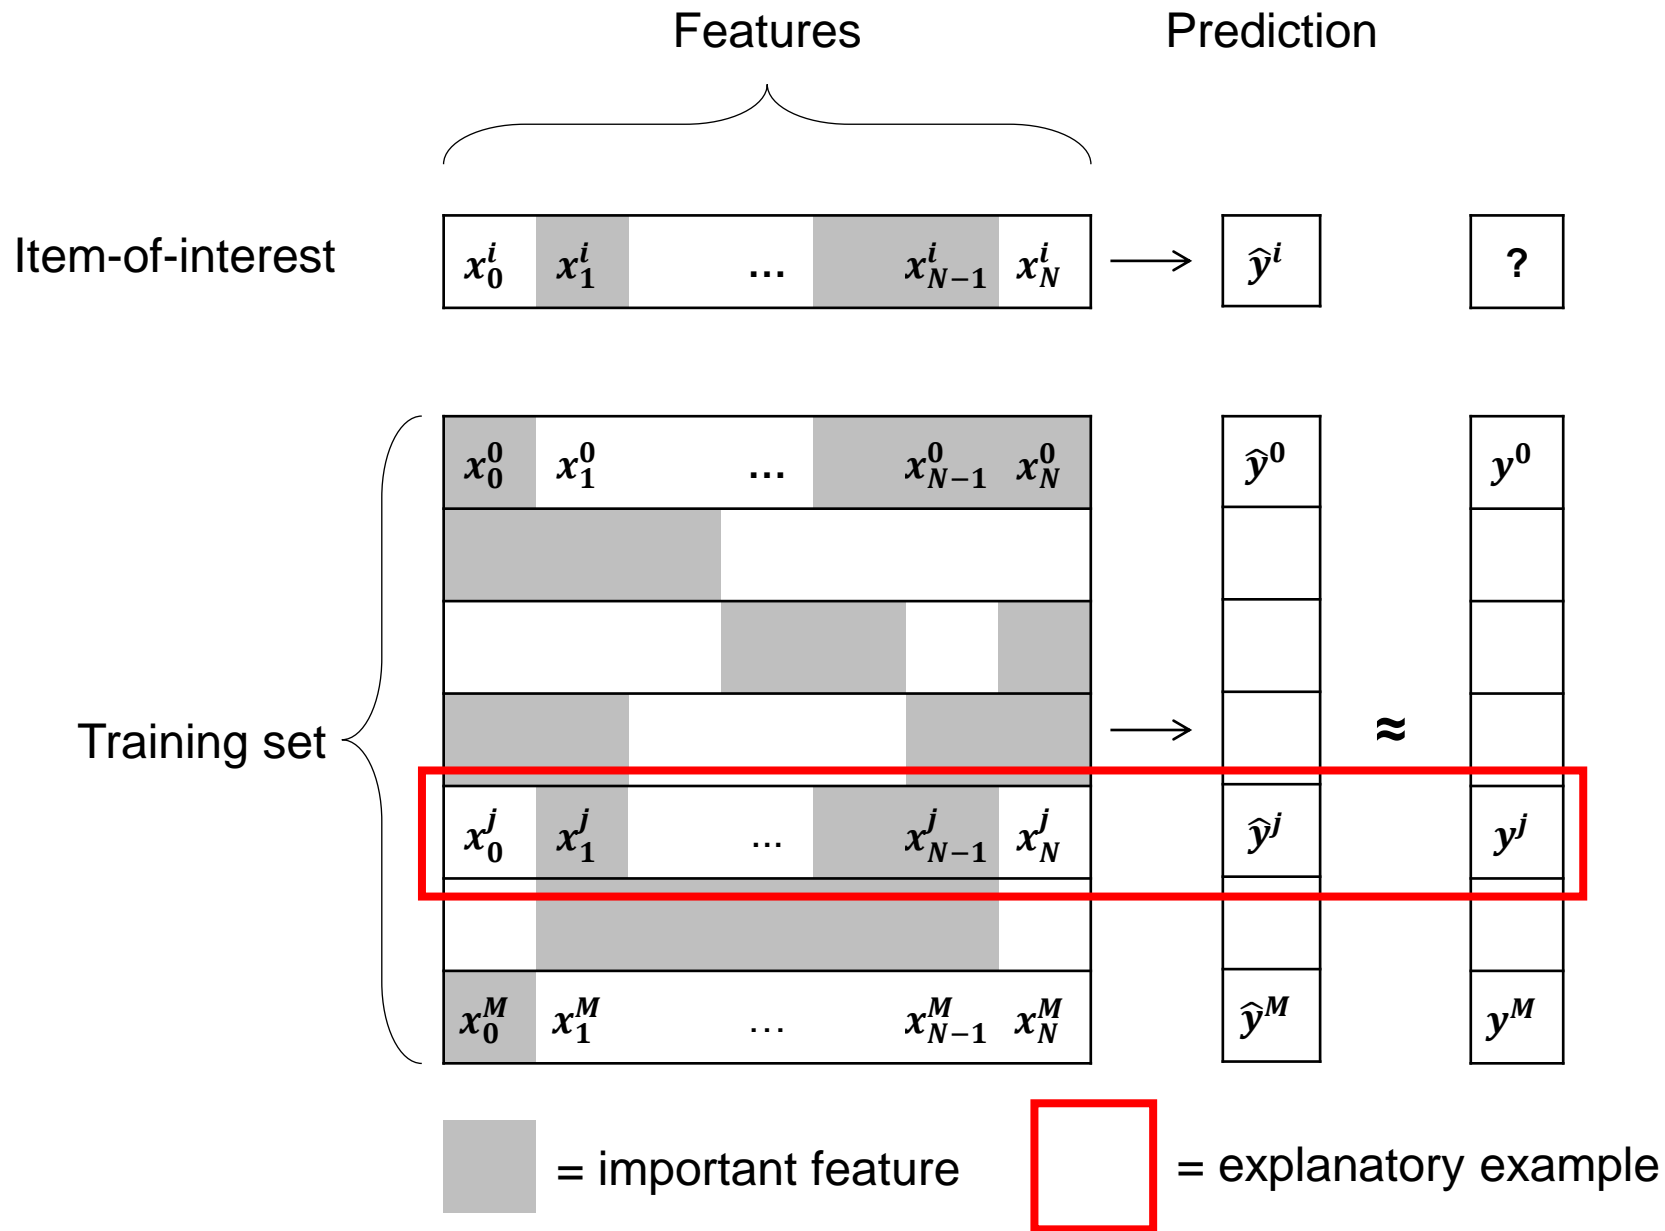 Features Prediction
Item-of-interest x_0^i x_1^i ... x_{N-1}^i x_N^i → ŷ^i ?
x_0^0 x_1^0 ... x_{N-1}^0 x_N^0 ŷ^0 y^0
Training set → ≈
x_0^j x_1^j ... x_{N-1}^j x_N^j ŷ^j y^j
x_0^M x_1^M ... x_{N-1}^M x_N^M ŷ^M y^M
= important feature = explanatory example